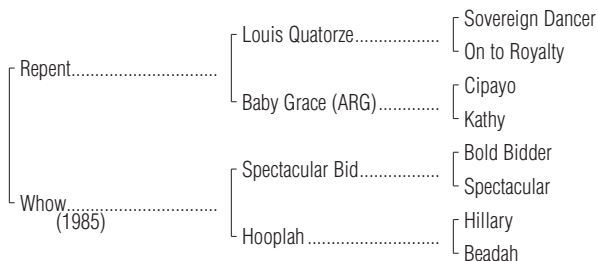 Sovereign Dancer
Louis Quatorze...................
On to Royalty
Repent.................................
Cipayo
Baby Grace (ARG).............
Kathy
Bold Bidder
Spectacular Bid..................
Spectacular
Whow..................................
(1985)
Hillary
Hooplah .............................
Beadah